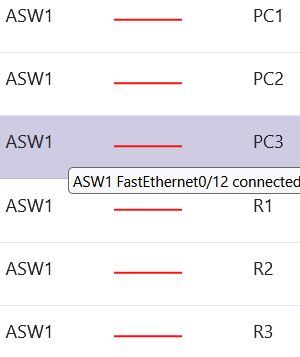 ASW1 PC1
ASW1 PC2
ASW1 PC3
ASW1 FastEthernet0/12 connected
ASW1 R1
ASW1 R2
ASW1 R3